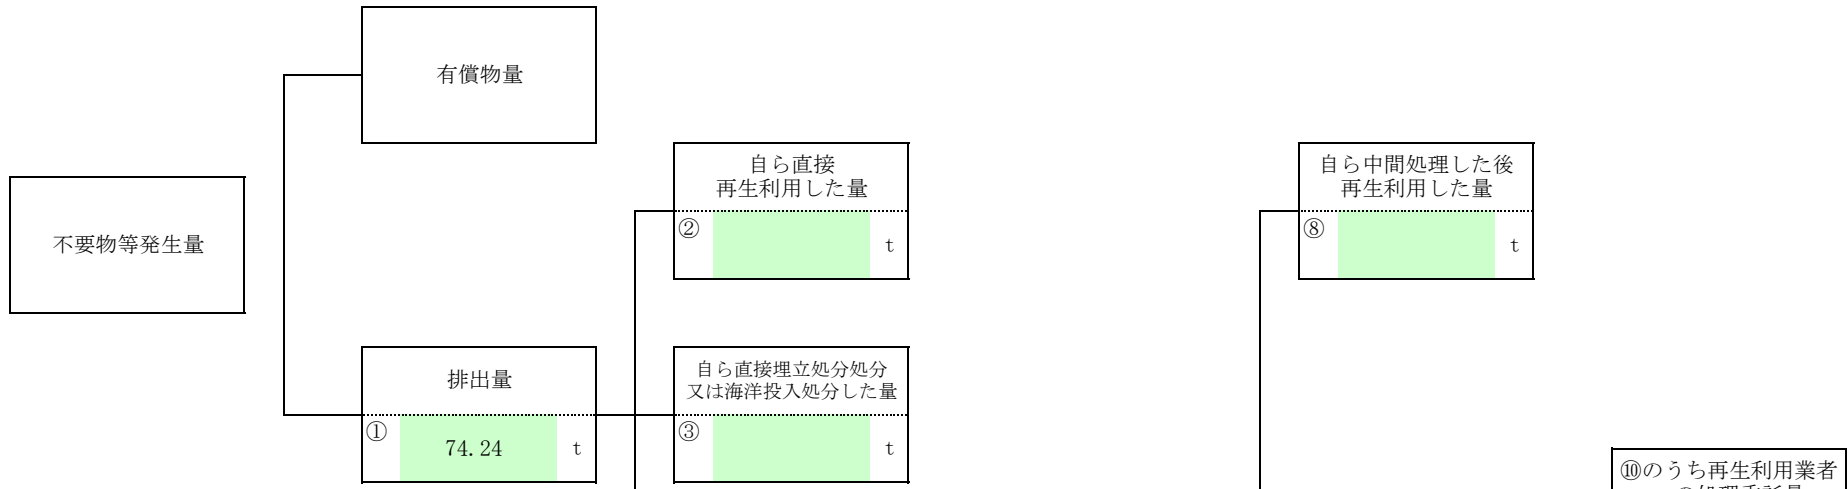 有償物量
自ら直接
再生利用した量
②
t
自ら中間処理した後
再生利用した量
⑧
t
不要物等発生量
排出量
①
74.24
t
自ら直接埋立処分処分
又は海洋投入処分した量
③
t
⑩のうち再生利用業者